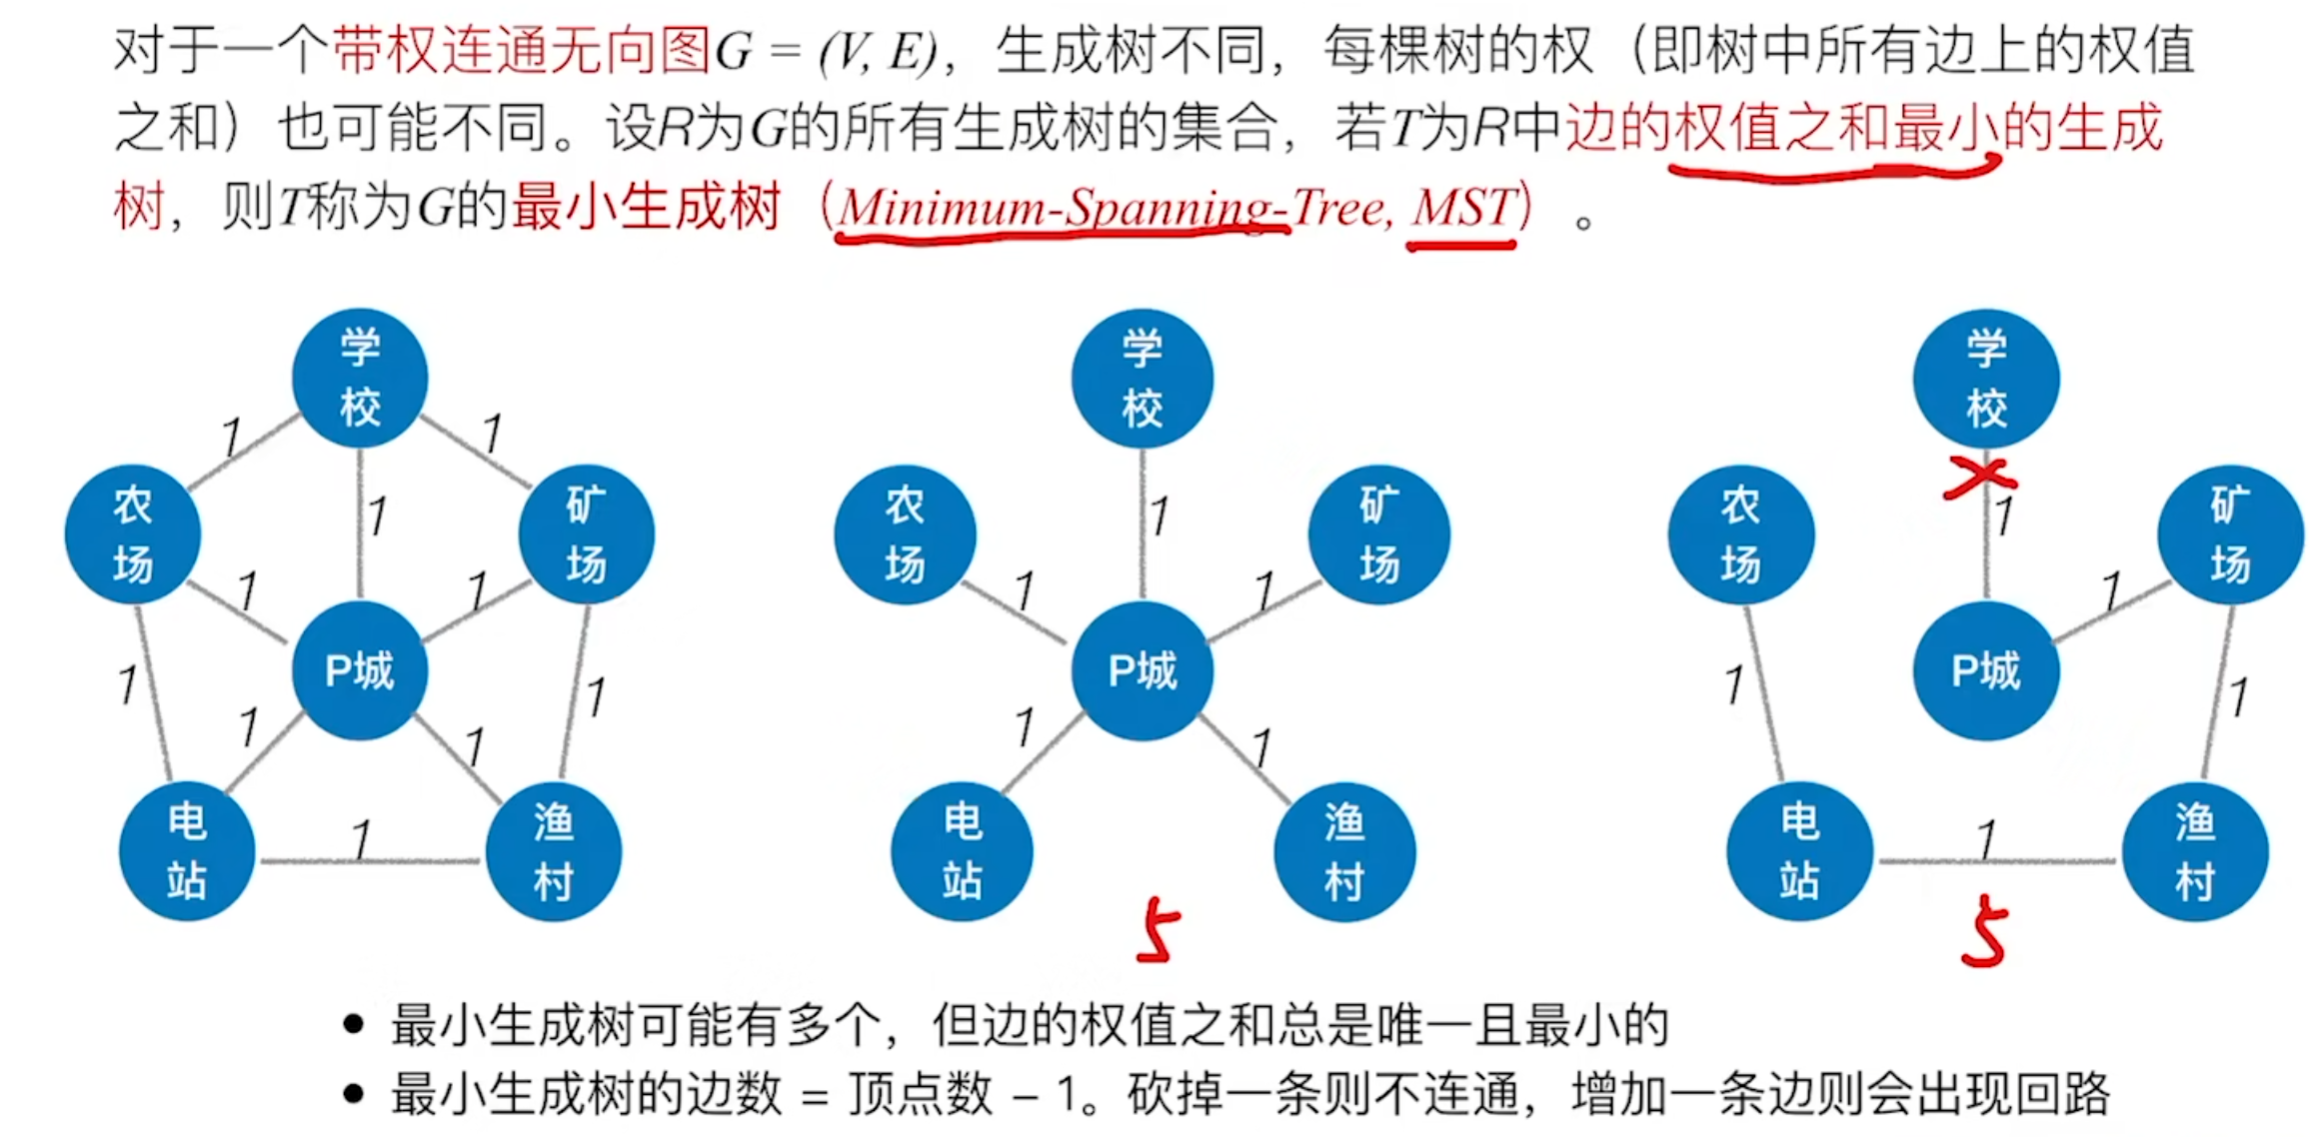 对于一个带权连通无向图G = (V, E)，生成树不同，每棵树的权（即树中所有边上的权值
之和）也可能不同。设R为G的所有生成树的集合，若T为R中边的权值之和最小的生成
树，则T称为G的最小生成树（Minimum-Spanning-Tree, MST）。
学校
1
1
农场
1
矿场
1
1
P城
1
1
1
1
电站
1
渔村
学校
农场
1
矿场
1
1
P城
1
1
电站
渔村
5
学校
农场
1
矿场
1
P城
1
1
电站
1
渔村
5
• 最小生成树可能有多个，但边的权值之和总是唯一且最小的
• 最小生成树的边数 = 顶点数 – 1。砍掉一条则不连通，增加一条边则会出现回路